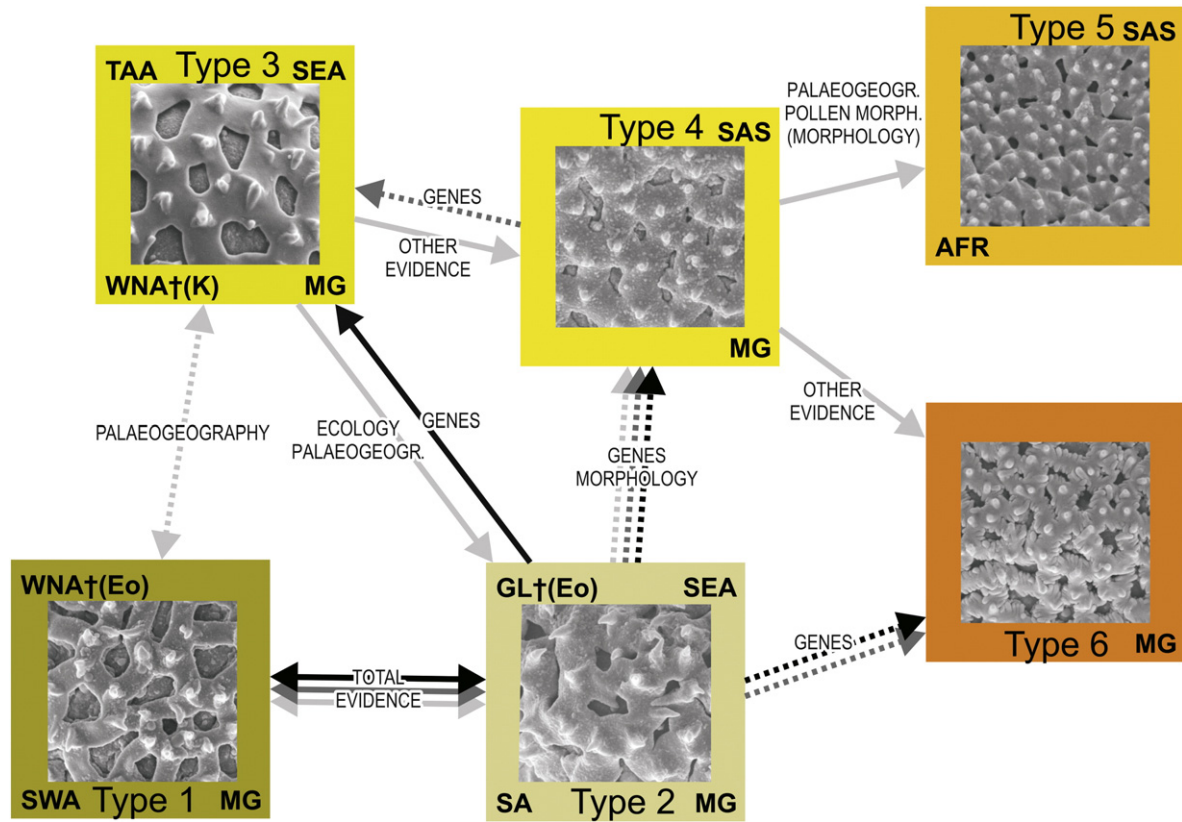 TAA Type 3 SEA
WNA†(K) MG
Type 4 SAS
MG
Type 5 SAS
AFR
PALAEOGEOGR.
POLLEN MORPH.
(MORPHOLOGY)
GENES
OTHER
EVIDENCE
OTHER
EVIDENCE
PALAEOGEOGRAPHY
ECOLOGY
PALAEOGEOGR.
GENES
GENES
MORPHOLOGY
WNA†(Eo)
SWA Type 1 MG
TOTAL
EVIDENCE
GL†(Eo) SEA
SA Type 2 MG
GENES
Type 6 MG